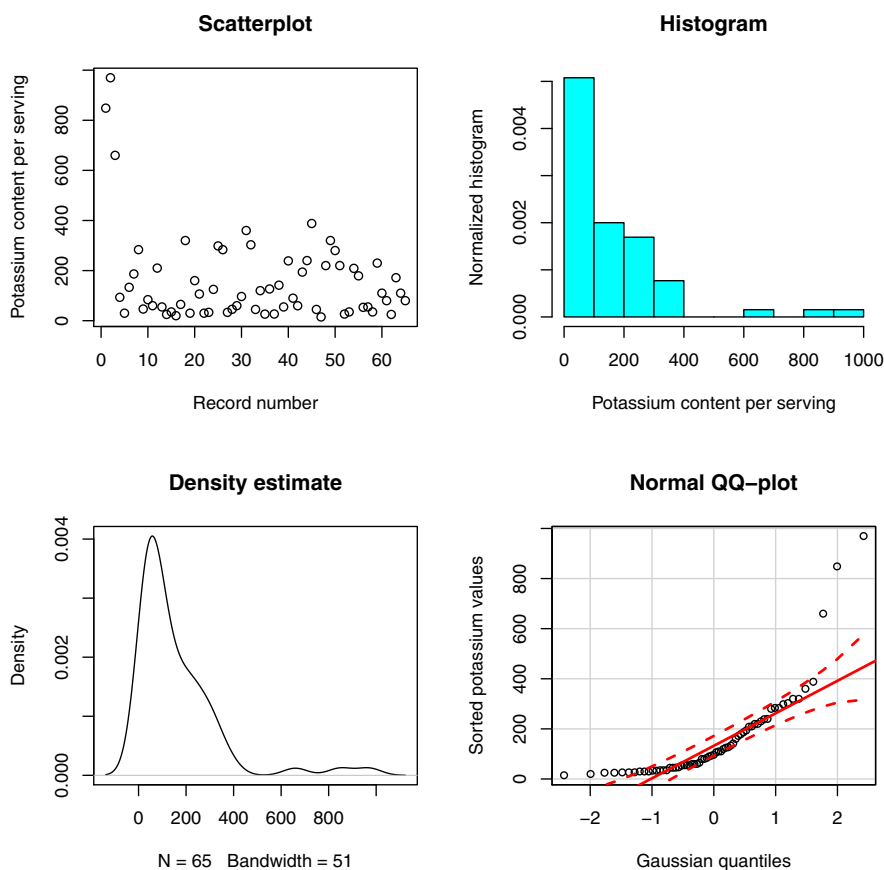 Scatterplot
Potassium content per serving
0 200 400 600 800
0 10 20 30 40 50 60
Record number
Histogram
Normalized histogram
0.000 0.002 0.004
0 200 400 600 800 1000
Potassium content per serving
Density estimate
Density
0.000 0.002 0.004
0 200 400 600 800
N = 65 Bandwidth = 51
Normal QQ−plot
Sorted potassium values
0 200 400 600 800
−2 −1 0 1 2
Gaussian quantiles